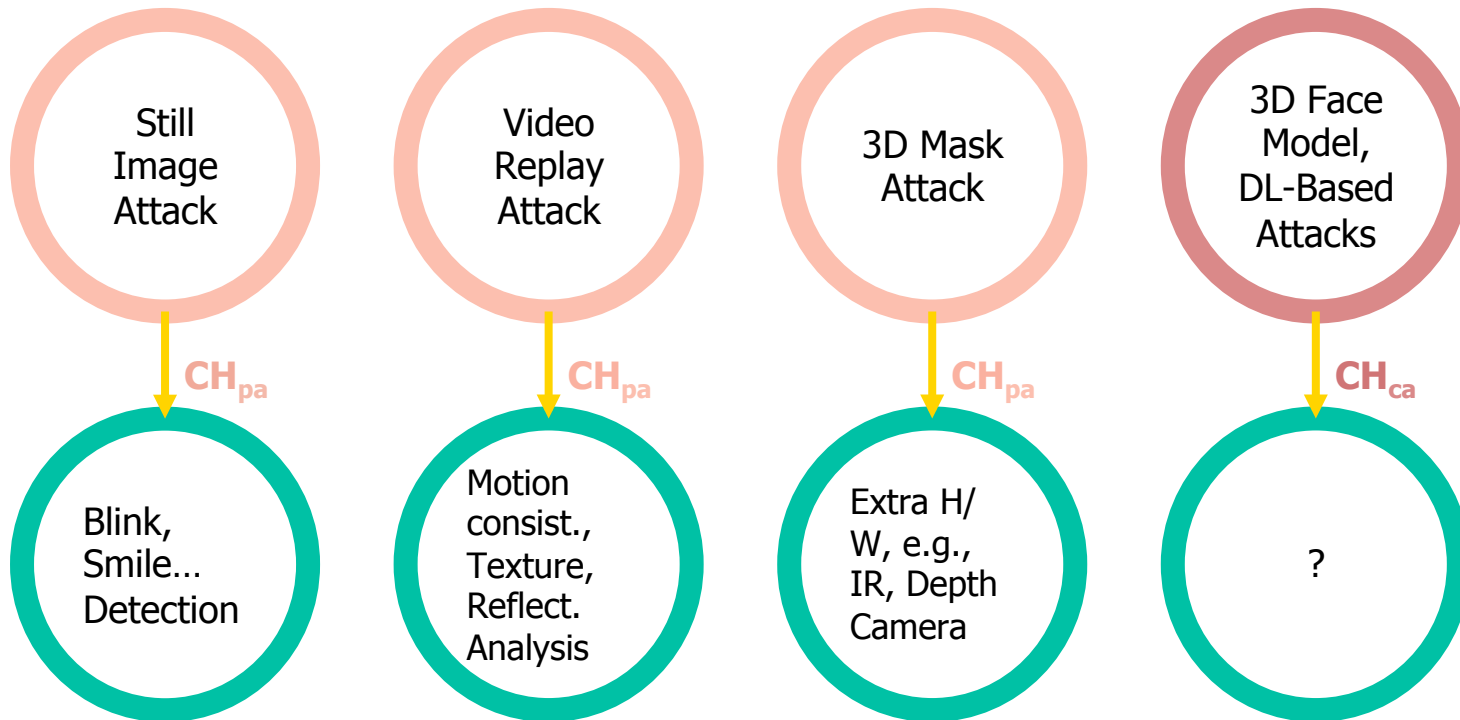 Still
Image
Attack
Video
Replay
Attack
3D Mask
Attack
3D Face
Model,
DL-Based
Attacks
CHpa
CHpa
CHpa
CHca
Blink,
Smile...
Detection
Motion
consist.,
Texture,
Reflect.
Analysis
Extra H/
W, e.g.,
IR, Depth
Camera
?